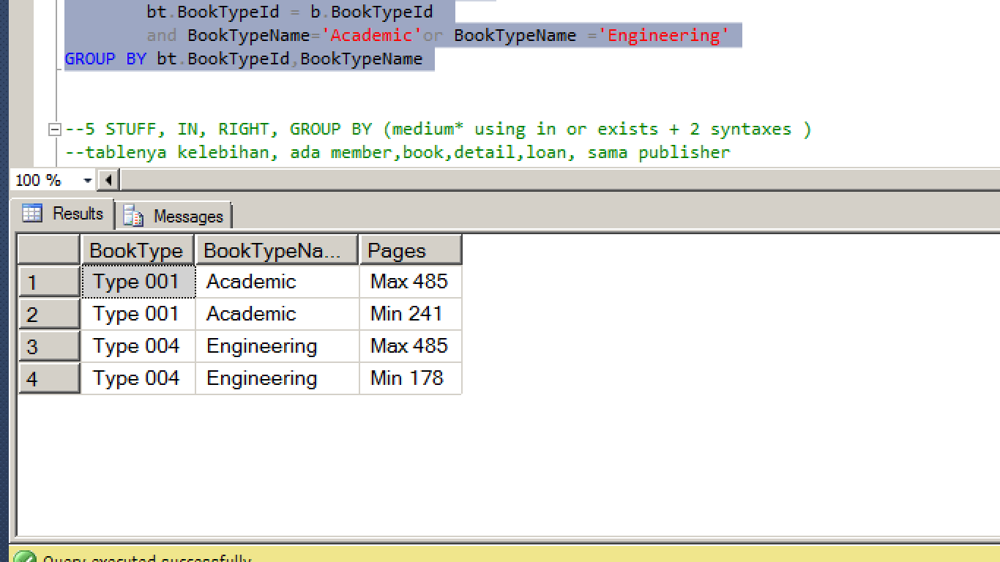 bt.BookTypeId = b.BookTypeId
and BookTypeName='Academic'or BookTypeName ='Engineering'
GROUP BY bt.BookTypeId,BookTypeName
--5 STUFF, IN, RIGHT, GROUP BY (medium* using in or exists + 2 syntaxes )
--tablenya kelebihan, ada member,book,detail,loan, sama publisher
100 %
Results Messages
BookType BookTypeNa... Pages
1 Type 001 Academic Max 485
2 Type 001 Academic Min 241
3 Type 004 Engineering Max 485
4 Type 004 Engineering Min 178
Query executed successfully